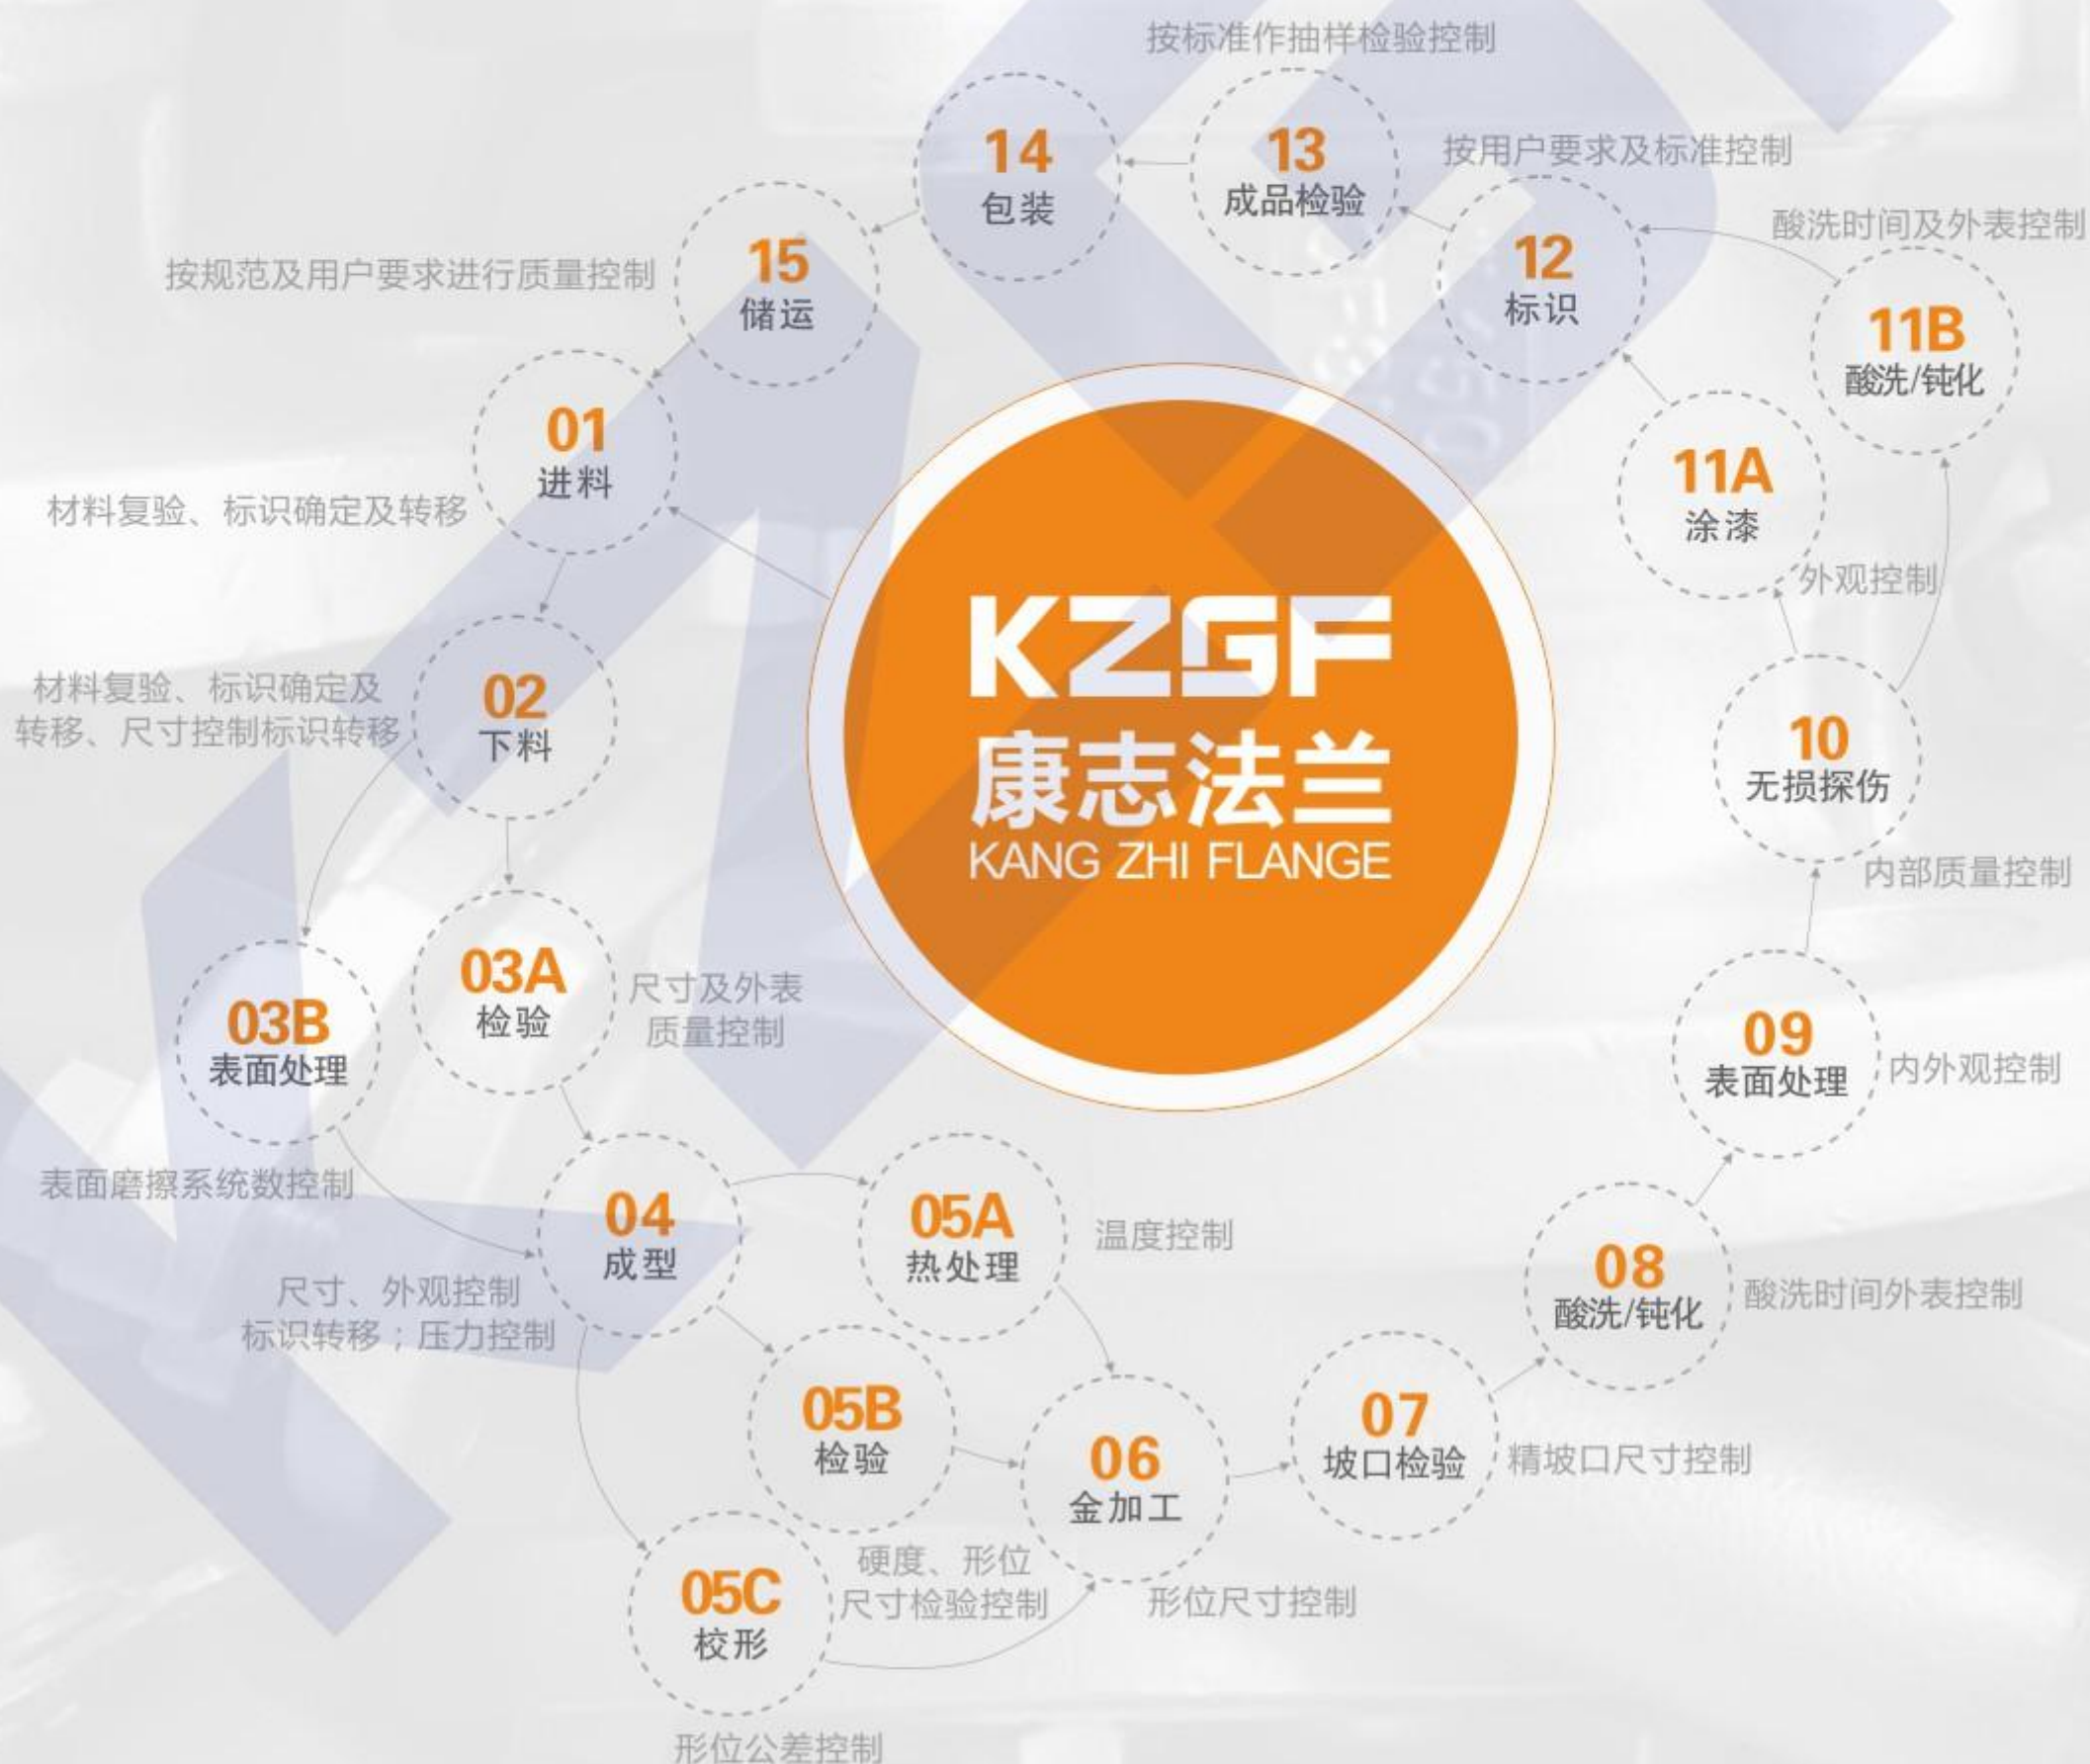 KZGF
康志法兰
KANG ZHI FLANGE
01
进料
材料复验、标识确定及转移
02
下料
材料复验、标识确定及
转移、尺寸控制标识转移
03A
检验
尺寸及外表
质量控制
03B
表面处理
表面磨擦系统数控制
04
成型
尺寸、外观控制
标识转移；压力控制
05A
热处理
温度控制
05B
检验
硬度、形位
尺寸检验控制
05C
校形
形位公差控制
06
金加工
形位尺寸控制
07
坡口检验
精坡口尺寸控制
08
酸洗/钝化
酸洗时间外表控制
09
表面处理
内外观控制
10
无损探伤
内部质量控制
11A
涂漆
外观控制
11B
酸洗/钝化
酸洗时间及外表控制
12
标识
按用户要求及标准控制
13
成品检验
按标准作抽样检验控制
14
包装
15
储运
按规范及用户要求进行质量控制